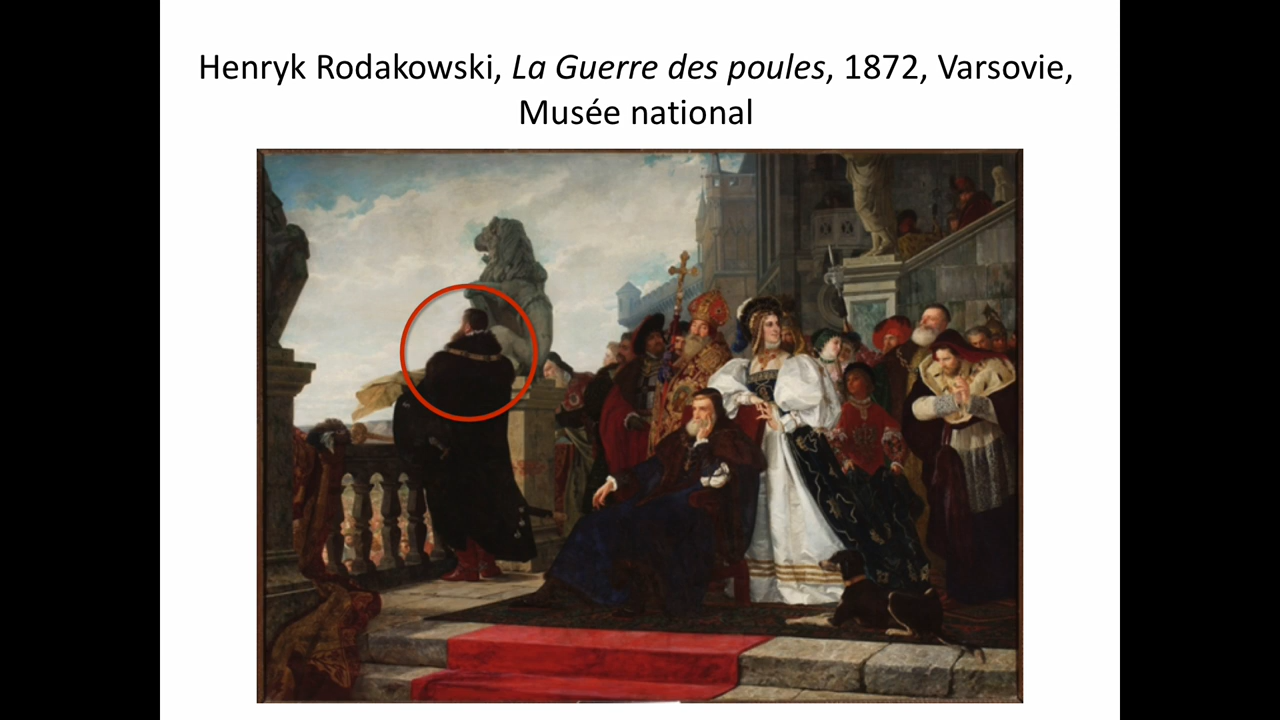 Henryk Rodakowski, La Guerre des poules, 1872, Varsovie,
Musée national